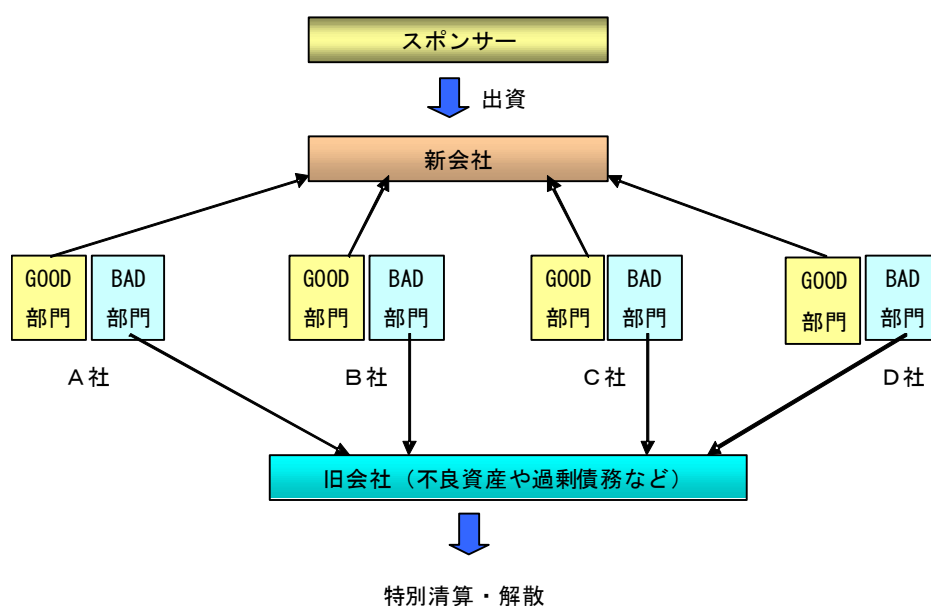 スポンサー
出資
新会社
GOOD
部門
BAD
部門
GOOD
部門
BAD
部門
GOOD
部門
BAD
部門
GOOD
部門
BAD
部門
Ａ社
Ｂ社
Ｃ社
Ｄ社
旧会社（不良資産や過剰債務など）
特別清算・解散